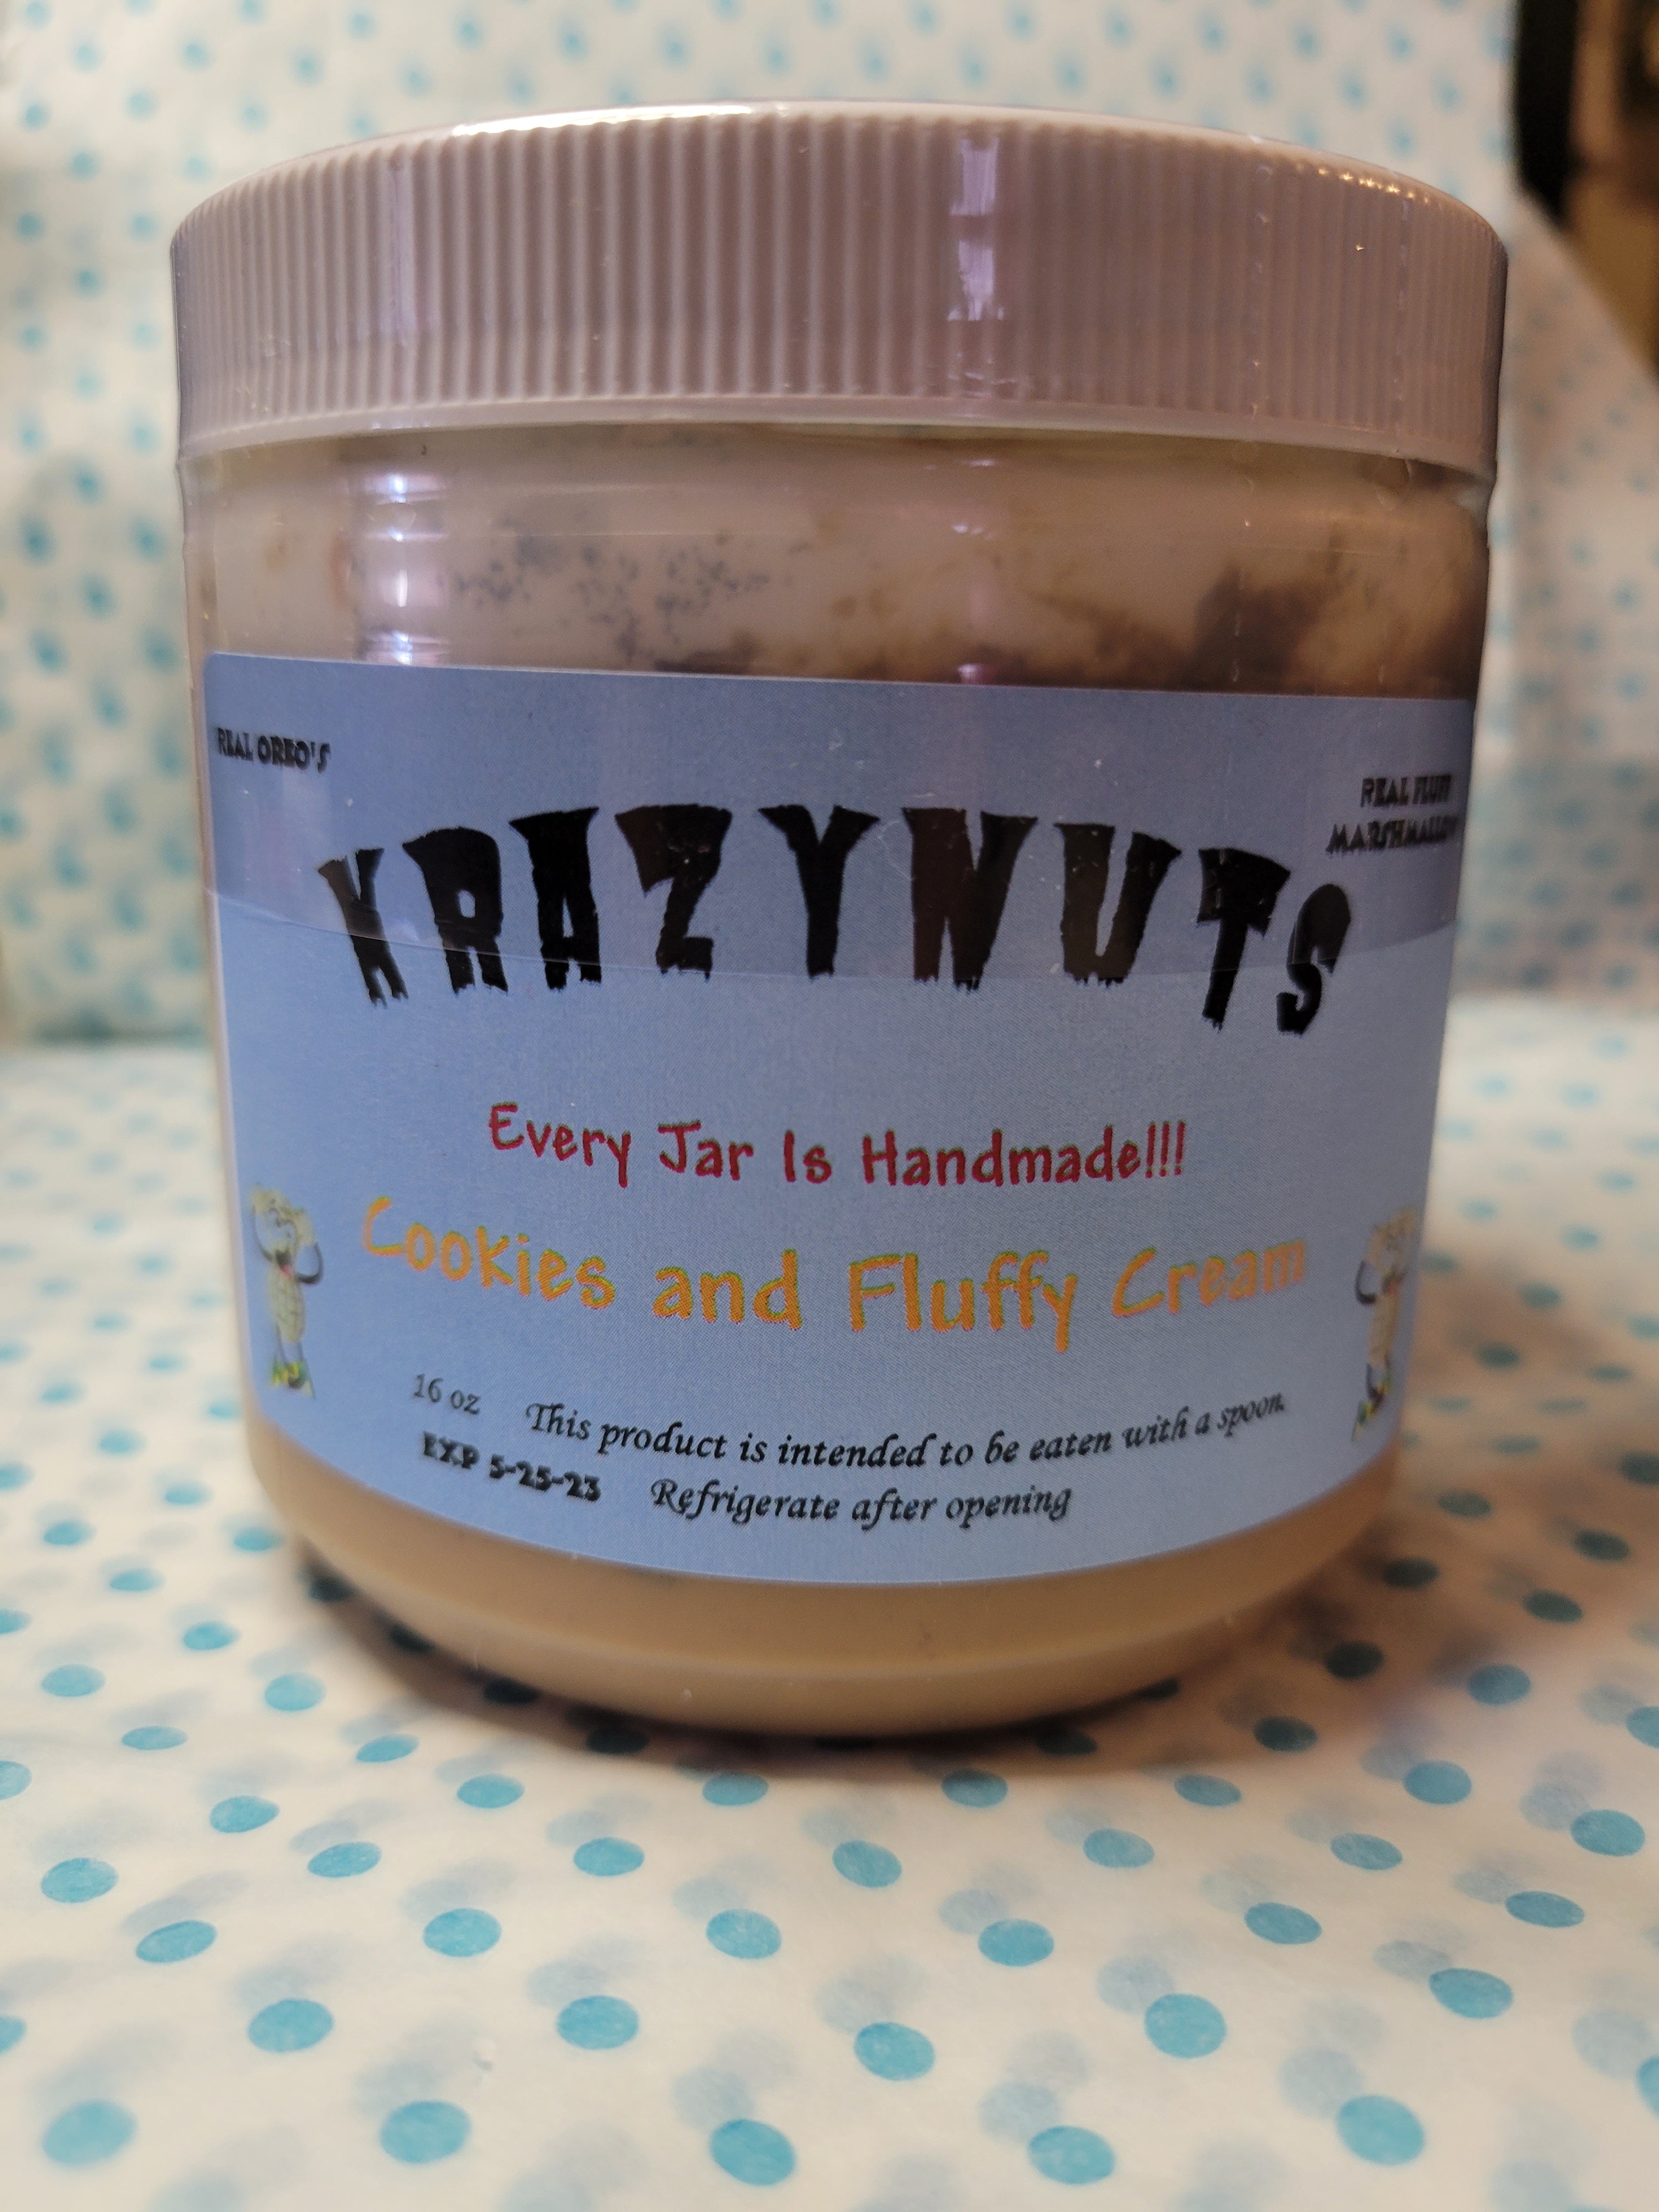 REAL OREO'S
REAL FLUFF
MARSHMALLOW
KRAZYNUTS
Every Jar Is Handmade!!!
Cookies and Fluffy Cream
16 oz
This product is intended to be eaten with a spoon.
EXP 5-25-23
Refrigerate after opening